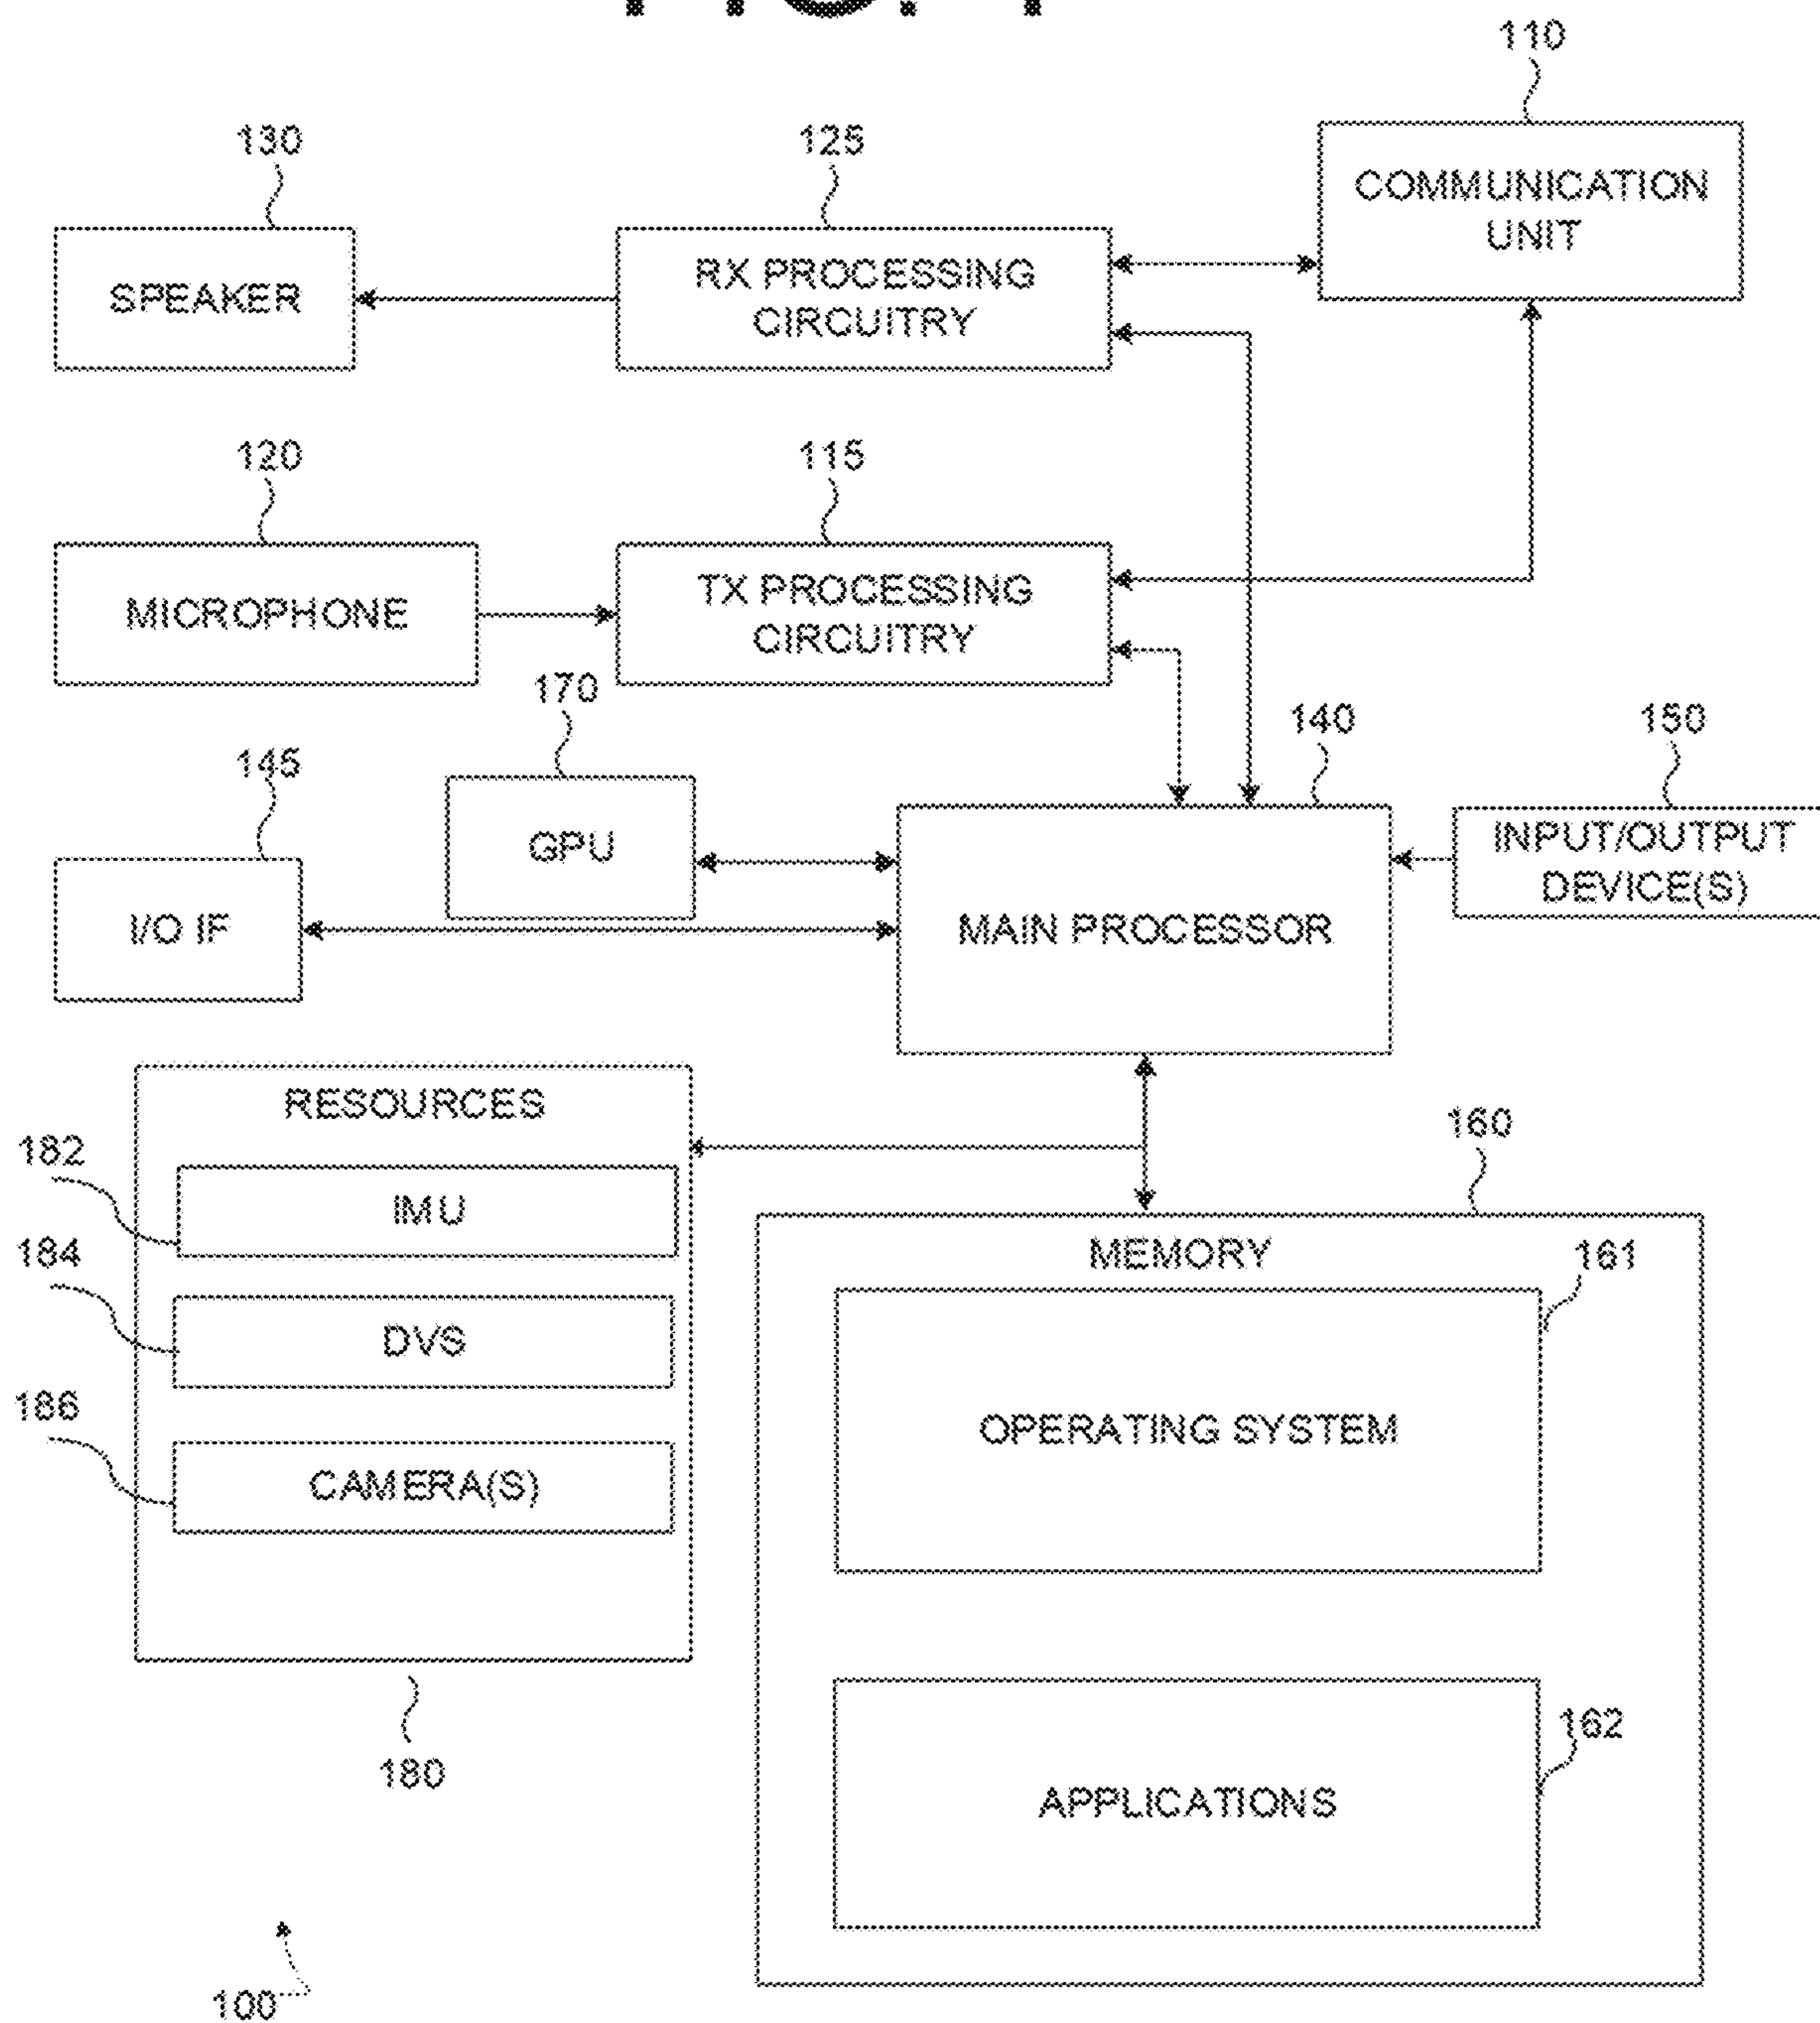 110
130
125
COMMUNICATION
UNIT
SPEAKER
RX PROCESSING
CIRCUITRY
120
115
MICROPHONE
TX PROCESSING
CIRCUITRY
170
140
150
145
GPU
INPUT/OUTPUT
DEVICE(S)
I/O IF
MAIN PROCESSOR
RESOURCES
160
182
IMU
MEMORY
161
184
DVS
186
OPERATING SYSTEM
CAMERA(S)
162
180
APPLICATIONS
100